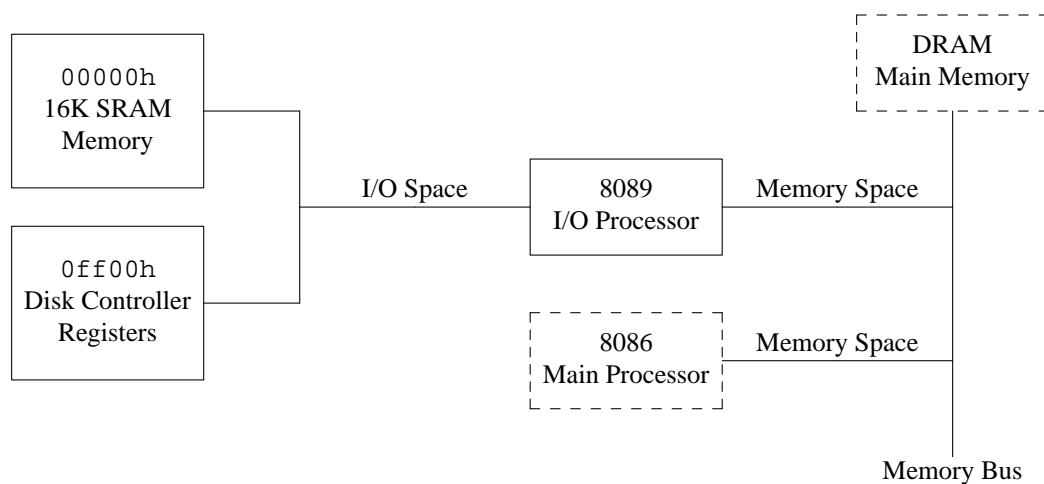 00000h
16K SRAM
Memory
0ff00h
Disk Controller
Registers
I/O Space
8089
I/O Processor
Memory Space
8086
Main Processor
Memory Space
DRAM
Main Memory
Memory Bus